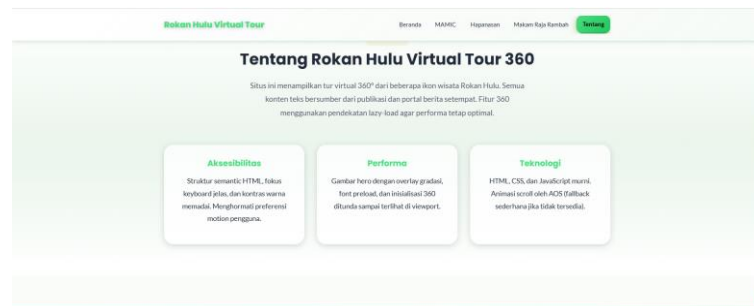 Rokan Hulu Virtual Tour
Beranda MAMIC Hapanasan Makam Raja Rambah Tentang
Tentang Rokan Hulu Virtual Tour 360
Situs ini menampilkan tur virtual 360° dari beberapa ikon wisata Rokan Hulu. Semua
konten teks bersumber dari publikasi dan portal berita setempat. Fitur 360
menggunakan pendekatan lazy-load agar performa tetap optimal.
Aksesibilitas
Struktur semantic HTML, fokus
keyboard jelas, dan kontras warna
memadai. Menghormati preferensi
motion pengguna.
Performa
Gambar hero dengan overlay gradasi,
font preload, dan inisialisasi 360
ditunda sampai terlihat di viewport.
Teknologi
HTML, CSS, dan JavaScript murni.
Animasi scroll oleh AOS (fallback
sederhana jika tidak tersedia).